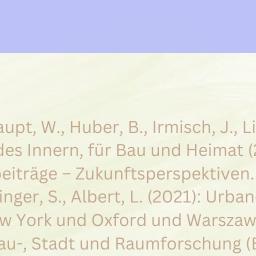 aupt, W., Huber, B., Irmisch, J., Li
des Innern, für Bau und Heimat (2
beiträge – Zukunftsperspektiven.
inger, S., Albert, L. (2021): Urban
w York und Oxford und Warszaw
au-, Stadt und Raumforschung (B